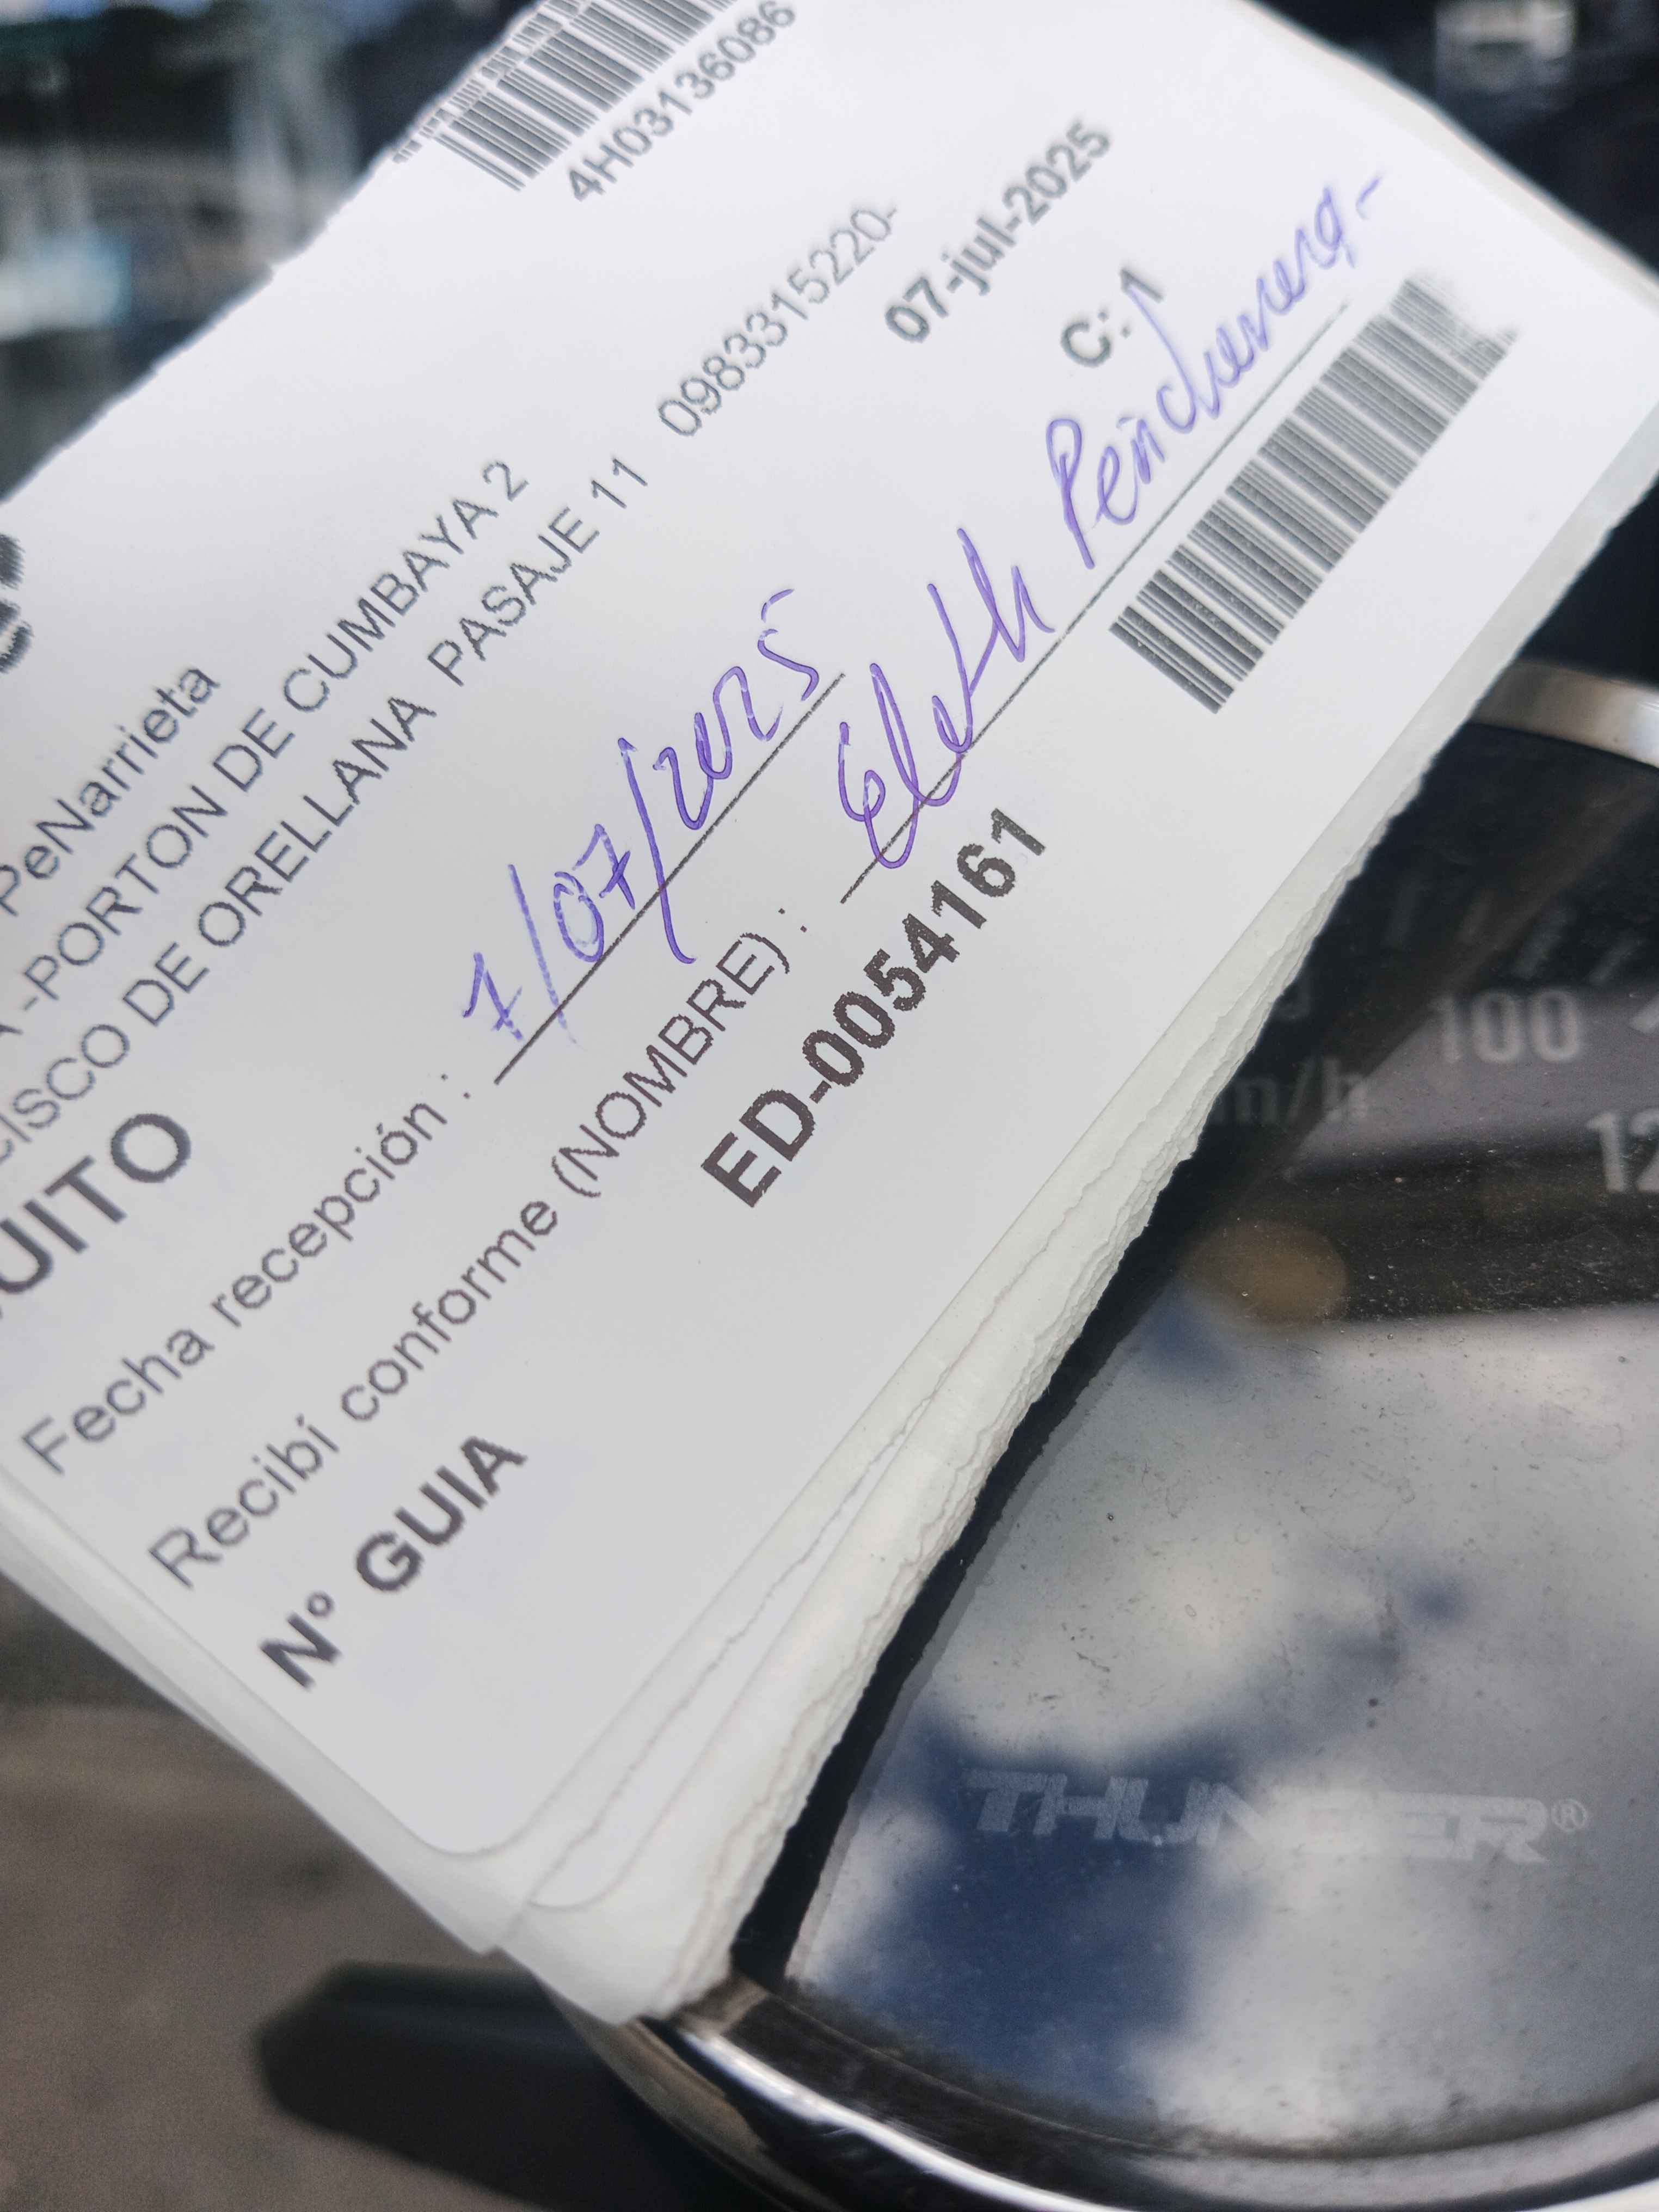 4H03136086
PeNarrieta
-PORTON DE CUMBAYA 2
CISCO DE ORELLANA PASAJE 11 0983315220-
UITO
07-jul-2025
C: 1
Fecha recepción : 7/07/2025
Recibí conforme (NOMBRE) :
Nº GUIA ED-0054161
100
m/h
12
THUNDER®